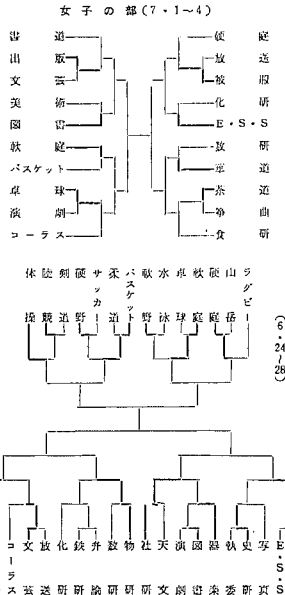 女子の部(7・1〜4)
書道
出版
文芸
美術
図書
軟庭
バスケット
卓球
演劇
コーラス
硬庭
放送
被服
化研
E・S・S
数研
華道
茶道
箏曲
食研
(6・24〜28)
体操
陸競
剣道
硬野
サッカー
柔道
バスケット
軟野
水泳
卓球
軟庭
硬庭
山岳
ラグビー
コーラス
文芸
放送
化研
鉄研
弁論
数研
物研
社研
天文
演劇
図書
器楽
執委
史研
写真
E・S・S